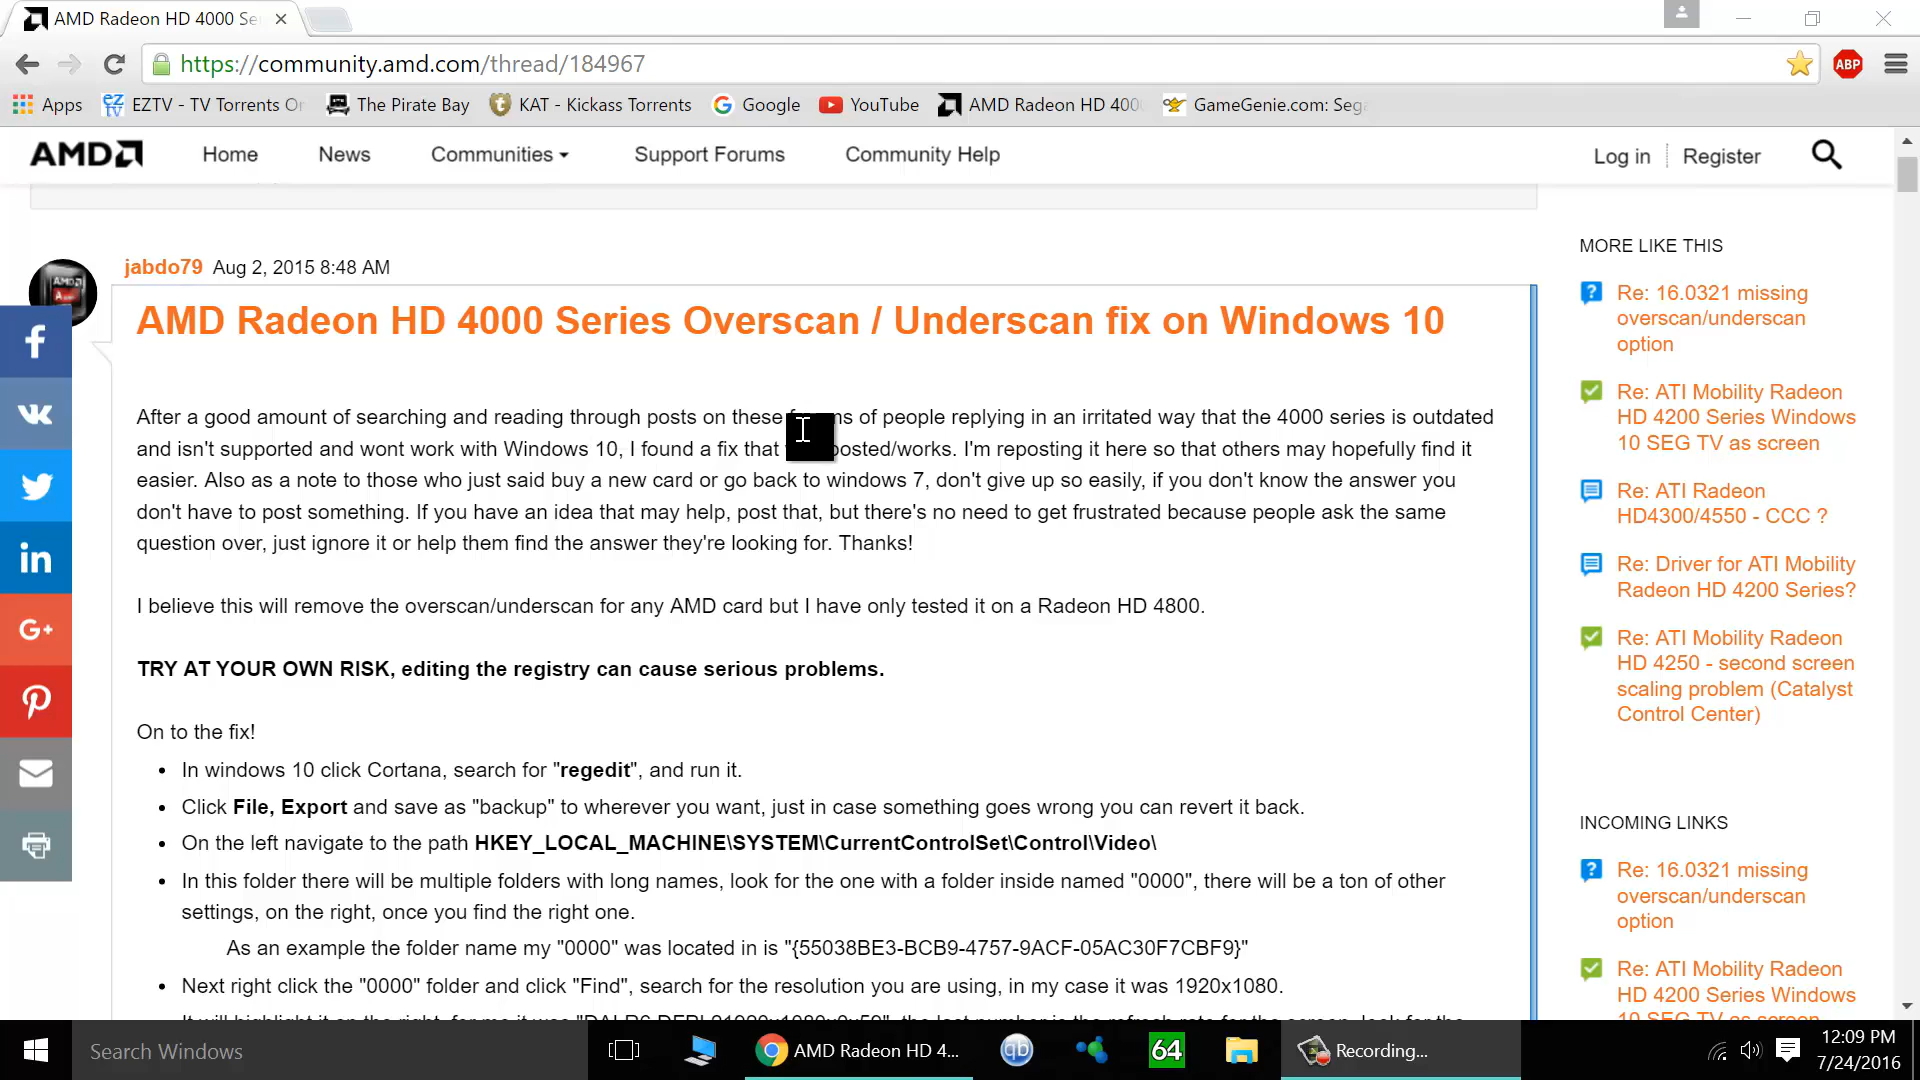 AMD Radeon HD 4000 Se
https://community.amd.com/thread/184967
ABP
Apps EZTV - TV Torrents The Pirate Bay KAT - Kickass Torrents Google YouTube AMD Radeon HD 400 GameGenie.com: Seg
AMD Home News Communities Support Forums Community Help Log in Register
jabdo79 Aug 2, 2015 8:48 AM
AMD Radeon HD 4000 Series Overscan / Underscan fix on Windows 10
After a good amount of searching and reading through posts on these of people replying in an irritated way that the 4000 series is outdated
and isn't supported and wont work with Windows 10, I found a fix that posted/works. I'm reposting it here so that others may hopefully find it
easier. Also as a note to those who just said buy a new card or go back to windows 7, don't give up so easily, if you don't know the answer you
don't have to post something. If you have an idea that may help, post that, but there's no need to get frustrated because people ask the same
question over, just ignore it or help them find the answer they're looking for. Thanks!
I believe this will remove the overscan/underscan for any AMD card but I have only tested it on a Radeon HD 4800.
TRY AT YOUR OWN RISK, editing the registry can cause serious problems.
On to the fix!
• In windows 10 click Cortana, search for "regedit", and run it.
• Click File, Export and save as "backup" to wherever you want, just in case something goes wrong you can revert it back.
• On the left navigate to the path HKEY_LOCAL_MACHINE\SYSTEM\CurrentControlSet\Control\Video\
• In this folder there will be multiple folders with long names, look for the one with a folder inside named "0000", there will be a ton of other
settings, on the right, once you find the right one.
As an example the folder name my "0000" was located in is "{55038BE3-BCB9-4757-9ACF-05AC30F7CBF9}"
• Next right click the "0000" folder and click "Find", search for the resolution you are using, in my case it was 1920x1080.
MORE LIKE THIS
Re: 16.0321 missing
overscan/underscan
option
Re: ATI Mobility Radeon
HD 4200 Series Windows
10 SEG TV as screen
Re: ATI Radeon
HD4300/4550 - CCC ?
Re: Driver for ATI Mobility
Radeon HD 4200 Series?
Re: ATI Mobility Radeon
HD 4250 - second screen
scaling problem (Catalyst
Control Center)
INCOMING LINKS
Re: 16.0321 missing
overscan/underscan
option
Re: ATI Mobility Radeon
HD 4200 Series Windows
10 SEG TV as screen
Search Windows
AMD Radeon HD 4...
qb
64
Recording...
12:09 PM
7/24/2016